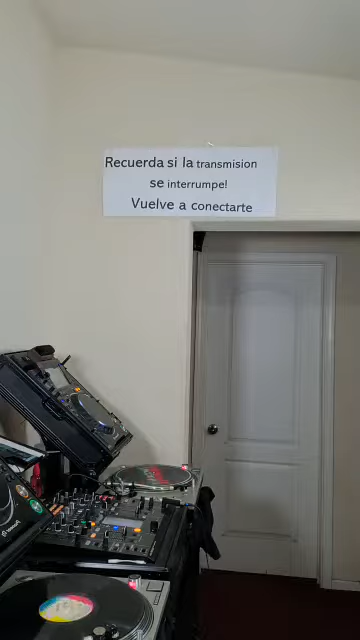 Recuerda si la transmision
se interrumpe!
Vuelve a conectarte